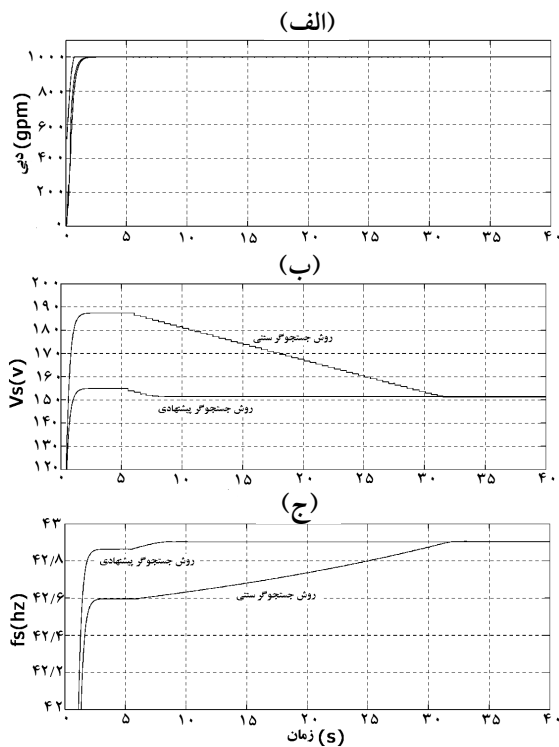 (الف)
۱۰۰۰
۸۰۰
۶۰۰
۴۰۰
۲۰۰
۰
دبی (gpm)
۰ ۵ ۱۰ ۱۵ ۲۰ ۲۵ ۳۰ ۳۵ ۴۰
(ب)
۲۰۰
۱۹۰
۱۸۰
۱۷۰
۱۶۰
۱۵۰
۱۴۰
۱۳۰
۱۲۰
Vs(v)
روش جستجوگر سنتی
روش جستجوگر پیشنهادی
۰ ۵ ۱۰ ۱۵ ۲۰ ۲۵ ۳۰ ۳۵ ۴۰
(ج)
۴۳
۴۲/۸
۴۲/۶
۴۲/۴
۴۲/۲
۴۲
fs(hz)
روش جستجوگر پیشنهادی
روش جستجوگر سنتی
۰ ۵ ۱۰ ۱۵ ۲۰ ۲۵ ۳۰ ۳۵ ۴۰
زمان (s)